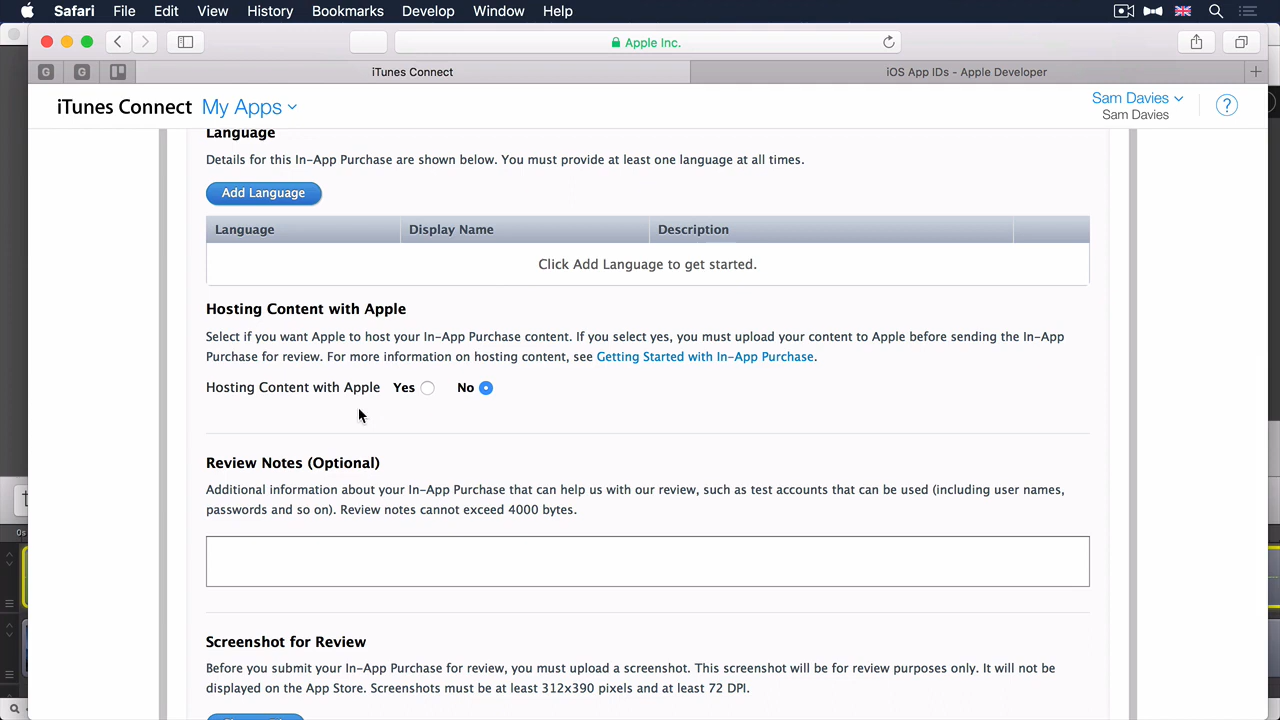 Safari File Edit View History Bookmarks Develop Window Help
Apple Inc.
G G iTunes Connect iOS App IDs - Apple Developer
iTunes Connect My Apps Sam Davies ?
Sam Davies
Language
Details for this In-App Purchase are shown below. You must provide at least one language at all times.
Add Language
Language Display Name Description
Click Add Language to get started.
Hosting Content with Apple
Select if you want Apple to host your In-App Purchase content. If you select yes, you must upload your content to Apple before sending the In-App
Purchase for review. For more information on hosting content, see Getting Started with In-App Purchase.
Hosting Content with Apple Yes No
Review Notes (Optional)
Additional information about your In-App Purchase that can help us with our review, such as test accounts that can be used (including user names,
passwords and so on). Review notes cannot exceed 4000 bytes.
0s
Screenshot for Review
Before you submit your In-App Purchase for review, you must upload a screenshot. This screenshot will be for review purposes only. It will not be
displayed on the App Store. Screenshots must be at least 312x390 pixels and at least 72 DPI.